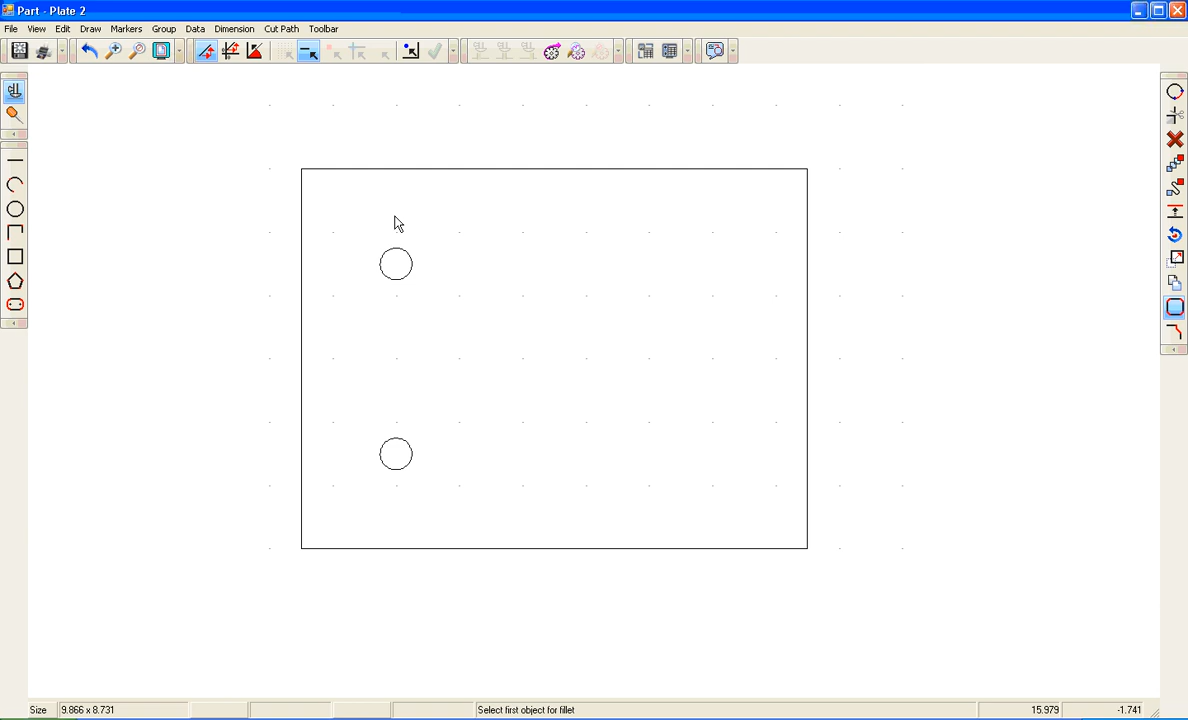 Part - Plate 2
File View Edit Draw Markers Group Data Dimension Cut Path Toolbar
Size 9.866 x 8.731 Select first object for fillet 15.979 -1.741